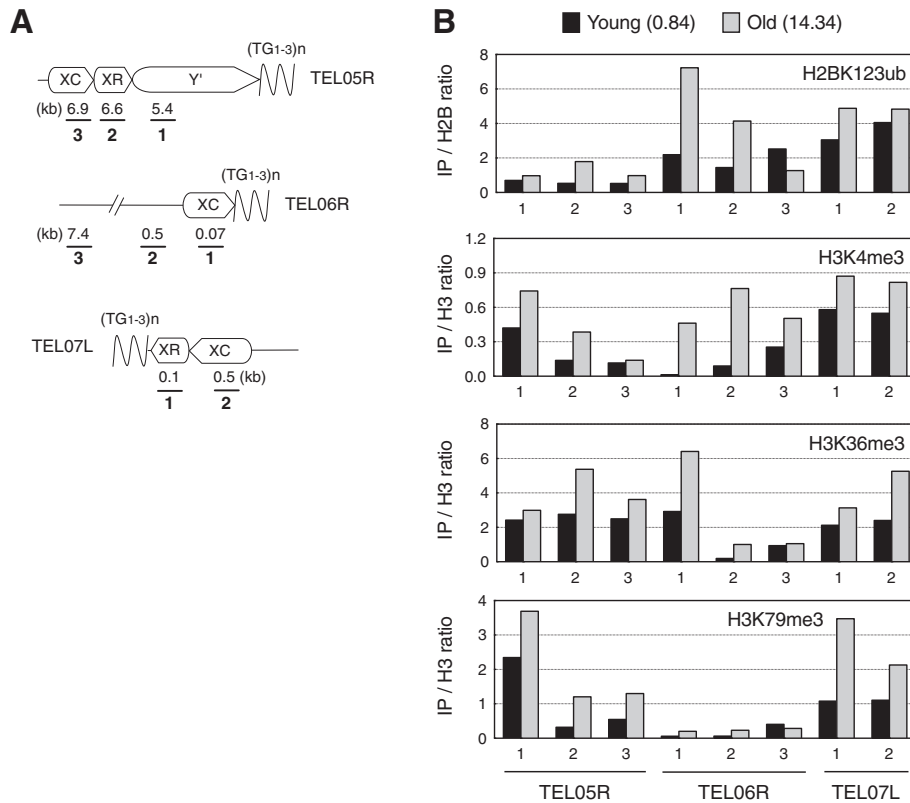 A
(TG1-3)n
XC XR Y' TEL05R
(kb) 6.9 6.6 5.4
3 2 1
(TG1-3)n
XC TEL06R
(kb) 7.4 0.5 0.07
3 2 1
(TG1-3)n
TEL07L XR XC
0.1 0.5 (kb)
1 2
B
Young (0.84) Old (14.34)
H2BK123ub
IP / H2B ratio
8
6
4
2
0
1 2 3 1 2 3 1 2
H3K4me3
IP / H3 ratio
1.2
0.9
0.6
0.3
0.0
1 2 3 1 2 3 1 2
H3K36me3
IP / H3 ratio
8
6
4
2
0
1 2 3 1 2 3 1 2
H3K79me3
IP / H3 ratio
4
3
2
1
0
1 2 3 1 2 3 1 2
TEL05R TEL06R TEL07L